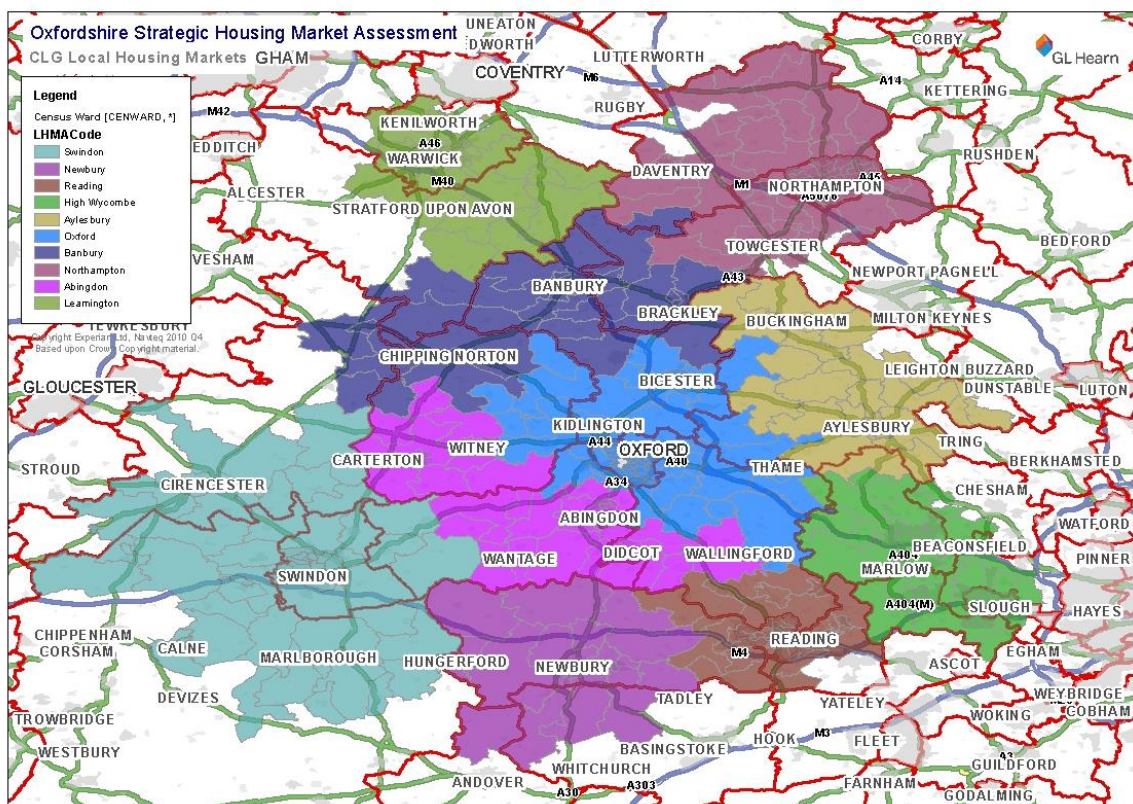 Oxfordshire Strategic Housing Market Assessment
CLG Local Housing Markets
GL Hearn
Legend
Census Ward [CENWARD, *]
LHMACode
Swindon
Newbury
Reading
High Wycombe
Aylesbury
Oxford
Banbury
Northampton
Abingdon
Leamington
Copyright Experian Ltd, Navteq 2010 Q4
Based upon Crown Copyright material.
UNEATON
DWORTH
GHAM
COVENTRY
LUTTERWORTH
M6
CORBY
A14
KETTERING
RUGBY
M42
KENILWORTH
EDDITCH
A46
WARWICK
RUSHDEN
DAVENTRY
A45
M40
M1
NORTHAMPTON
ALCESTER
STRATFORD UPON AVON
BEDFORD
TOWCESTER
VESHAM
NEWPORT PAGNELL
A43
BANBURY
BRACKLEY
BUCKINGHAM
MILTON KEYNES
TEWKESBURY
CHIPPING NORTON
LEIGHTON BUZZARD
BICESTER
DUNSTABLE
LUTON
GLOUCESTER
KIDLINGTON
AYLESBURY
TRING
A44
WITNEY
OXFORD
A40
CARTERTON
THAME
BERKHAMSTED
STROUD
CIRENCESTER
A34
CHESHAM
ABINGDON
WATFORD
BEACONSFIELD
WANTAGE
DIDCOT
WALLINGFORD
A404
PINNER
MARLOW
SWINDON
A404(M)
SLOUGH
HAYES
CHIPPENHAM
CORSHAM
CALNE
READING
MARLBOROUGH
HUNGERFORD
NEWBURY
M4
EGHAM
ASCOT
DEVIZES
TADLEY
YATELEY
WEYBRIDGE
COBHAM
TROWBRIDGE
WOKING
M3
HOOK
FLEET
WESTBURY
BASINGSTOKE
A3
WHITCHURCH
GUILDFORD
ANDOVER
A30
A303
FARNHAM
GODALMING